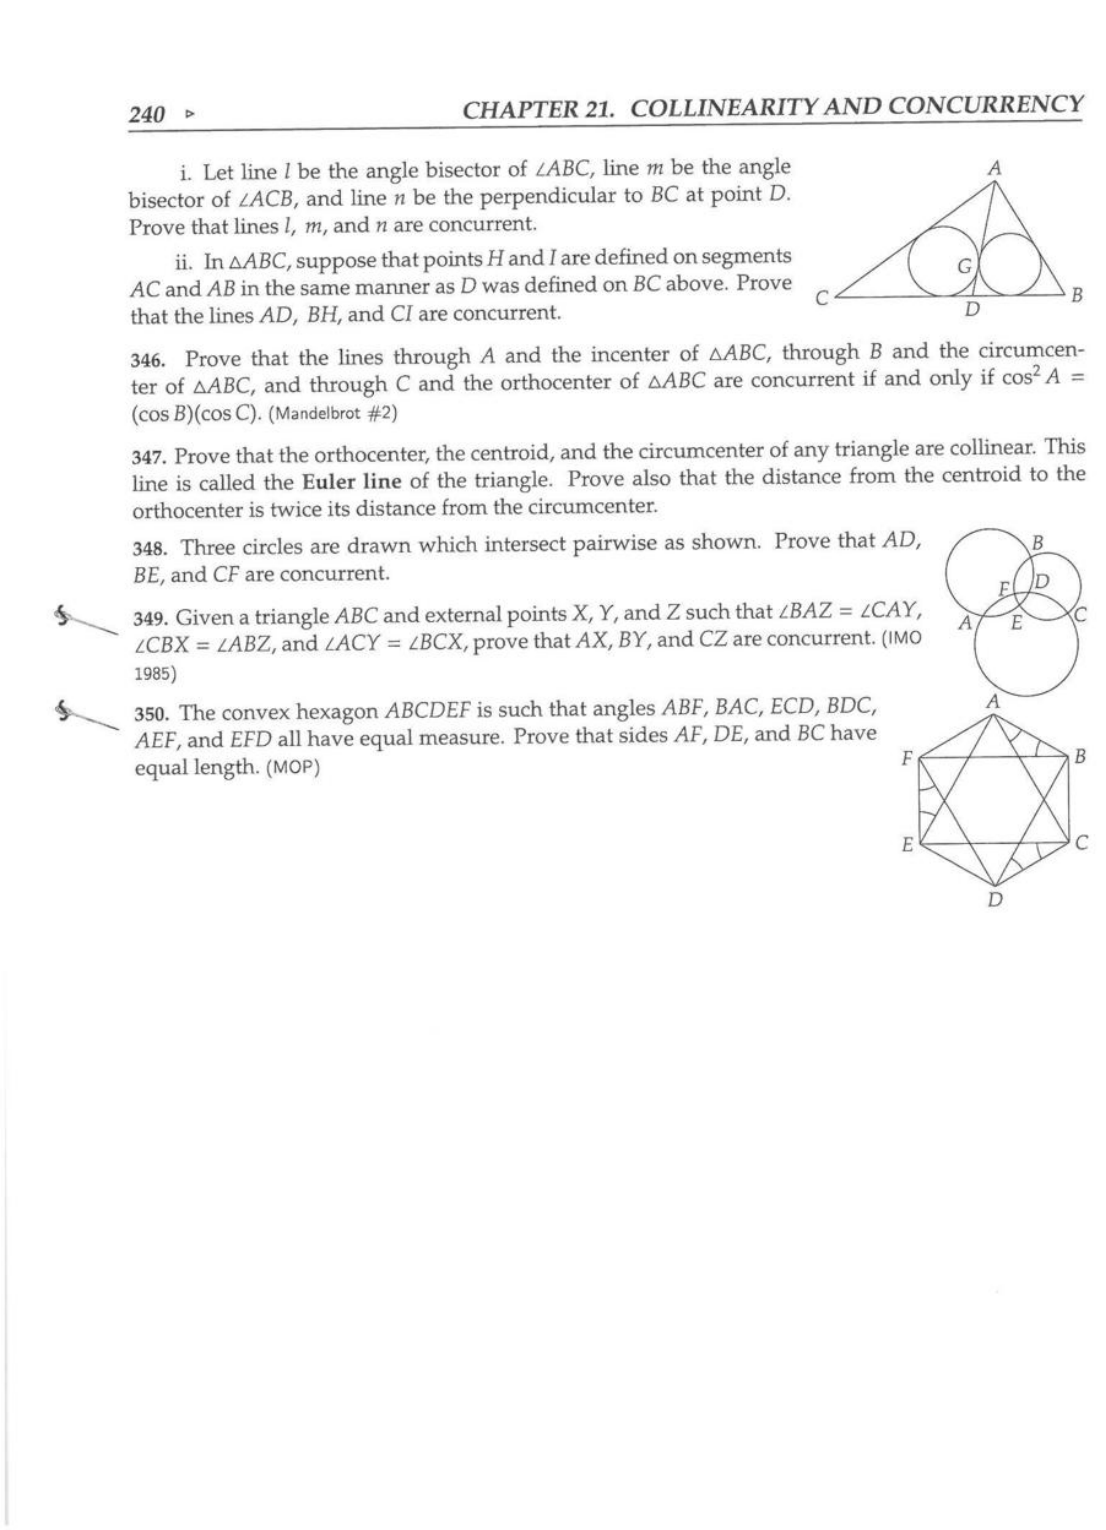 240 ▹ CHAPTER 21. COLLINEARITY AND CONCURRENCY
i. Let line l be the angle bisector of ∠ABC, line m be the angle
bisector of ∠ACB, and line n be the perpendicular to BC at point D.
Prove that lines l, m, and n are concurrent.
ii. In △ABC, suppose that points H and I are defined on segments
AC and AB in the same manner as D was defined on BC above. Prove
that the lines AD, BH, and CI are concurrent.
A
G
C
D
B
346. Prove that the lines through A and the incenter of △ABC, through B and the circumcen-
ter of △ABC, and through C and the orthocenter of △ABC are concurrent if and only if cos² A =
(cos B)(cos C). (Mandelbrot #2)
347. Prove that the orthocenter, the centroid, and the circumcenter of any triangle are collinear. This
line is called the Euler line of the triangle. Prove also that the distance from the centroid to the
orthocenter is twice its distance from the circumcenter.
348. Three circles are drawn which intersect pairwise as shown. Prove that AD,
BE, and CF are concurrent.
B
F D
A E C
349. Given a triangle ABC and external points X, Y, and Z such that ∠BAZ = ∠CAY,
∠CBX = ∠ABZ, and ∠ACY = ∠BCX, prove that AX, BY, and CZ are concurrent. (IMO
1985)
350. The convex hexagon ABCDEF is such that angles ABF, BAC, ECD, BDC,
AEF, and EFD all have equal measure. Prove that sides AF, DE, and BC have
equal length. (MOP)
A
F B
E C
D